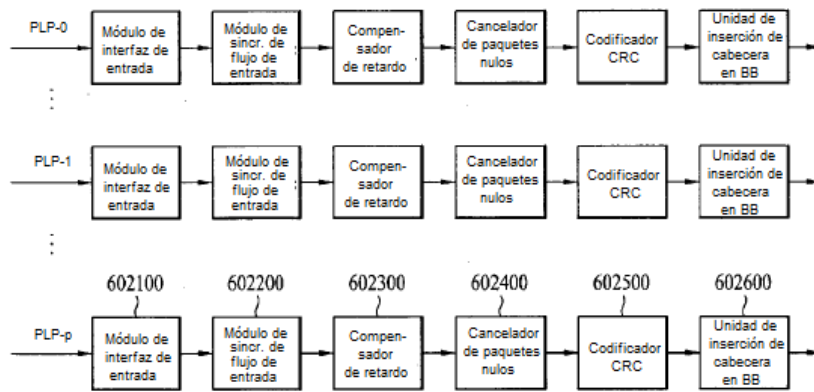 PLP-0
Módulo de
interfaz de
entrada
Módulo de
sincr. de
flujo de
entrada
Compen-
sador
de retardo
Cancelador
de paquetes
nulos
Codificador
CRC
Unidad de
inserción de
cabecera
en BB
PLP-1
Módulo de
interfaz de
entrada
Módulo de
sincr. de
flujo de
entrada
Compen-
sador
de retardo
Cancelador
de paquetes
nulos
Codificador
CRC
Unidad de
inserción de
cabecera
en BB
602100
602200
602300
602400
602500
602600
PLP-p
Módulo de
interfaz de
entrada
Módulo de
sincr. de
flujo de
entrada
Compen-
sador
de retardo
Cancelador
de paquetes
nulos
Codificador
CRC
Unidad de
inserción de
cabecera
en BB